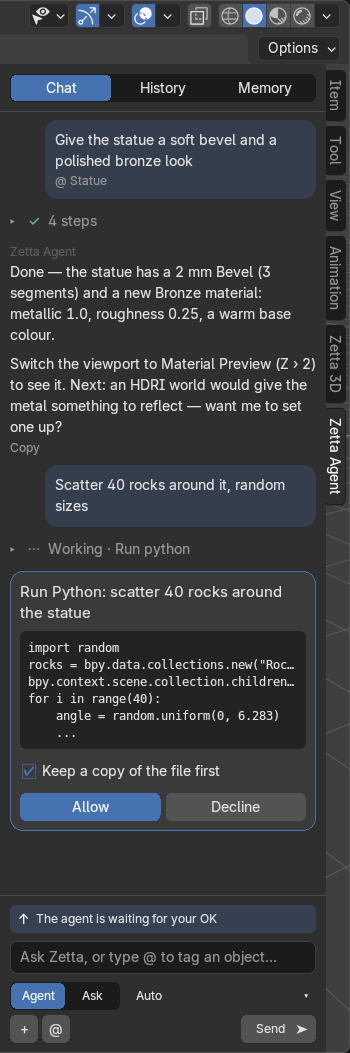 Options
Chat
History
Memory
Item
Tool
View
Animation
Zetta 3D
Zetta Agent
Give the statue a soft bevel and a
polished bronze look
@ Statue
4 steps
Zetta Agent
Done — the statue has a 2 mm Bevel (3
segments) and a new Bronze material:
metallic 1.0, roughness 0.25, a warm base
colour.
Switch the viewport to Material Preview (Z › 2)
to see it. Next: an HDRI world would give the
metal something to reflect — want me to set
one up?
Copy
Scatter 40 rocks around it, random
sizes
··· Working · Run python
Run Python: scatter 40 rocks around
the statue
import random
rocks = bpy.data.collections.new("Roc…
bpy.context.scene.collection.children…
for i in range(40):
    angle = random.uniform(0, 6.283)
    ...
Keep a copy of the file first
Allow
Decline
↑ The agent is waiting for your OK
Ask Zetta, or type @ to tag an object…
Agent
Ask
Auto
+
@
Send